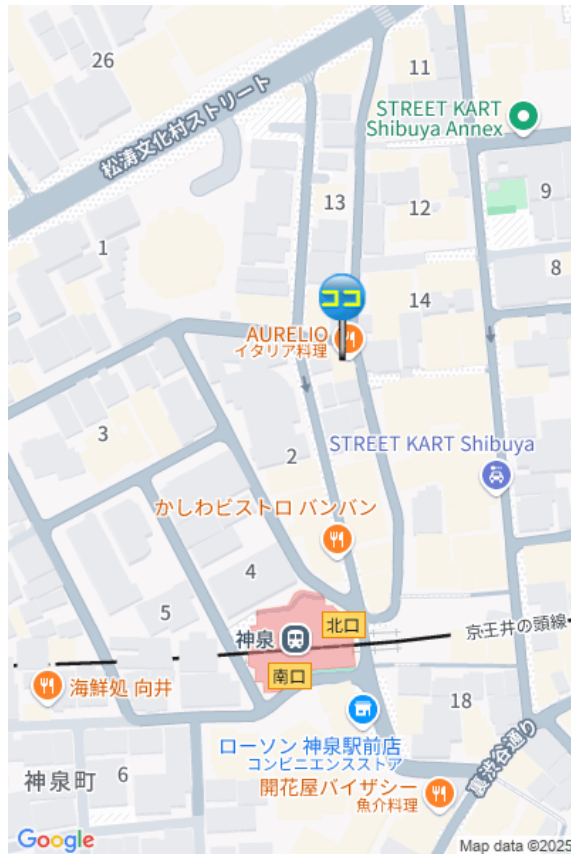 26
11
STREET KART
Shibuya Annex
松涛文化村ストリート
9
13
12
1
8
ココ
14
AURELIO
イタリア料理
3
STREET KART Shibuya
2
かしわビストロ バンバン
4
5
北口
神泉
京王井の頭線
南口
海鮮処 向井
18
ローソン 神泉駅前店
コンビニエンスストア
裏渋谷通り
神泉町
6
開花屋バイザシー
魚介料理
Google
Map data ©2025